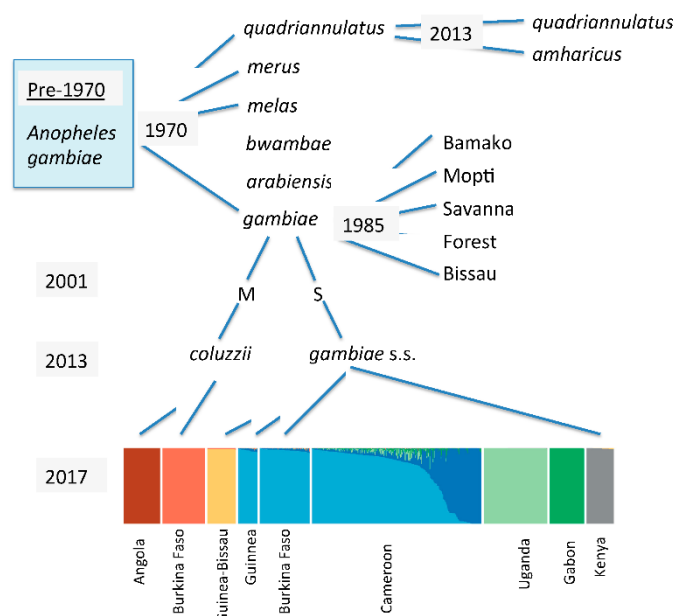 quadriannulatus
2013
quadriannulatus
amharicus
Pre-1970
Anopheles
gambiae
1970
merus
melas
bwambae
arabiensis
gambiae
1985
Bamako
Mopti
Savanna
Forest
Bissau
2001
M
S
2013
coluzzii
gambiae s.s.
2017
Angola
Burkina Faso
Guinea-Bissau
Guinnea
Burkina Faso
Cameroon
Uganda
Gabon
Kenya